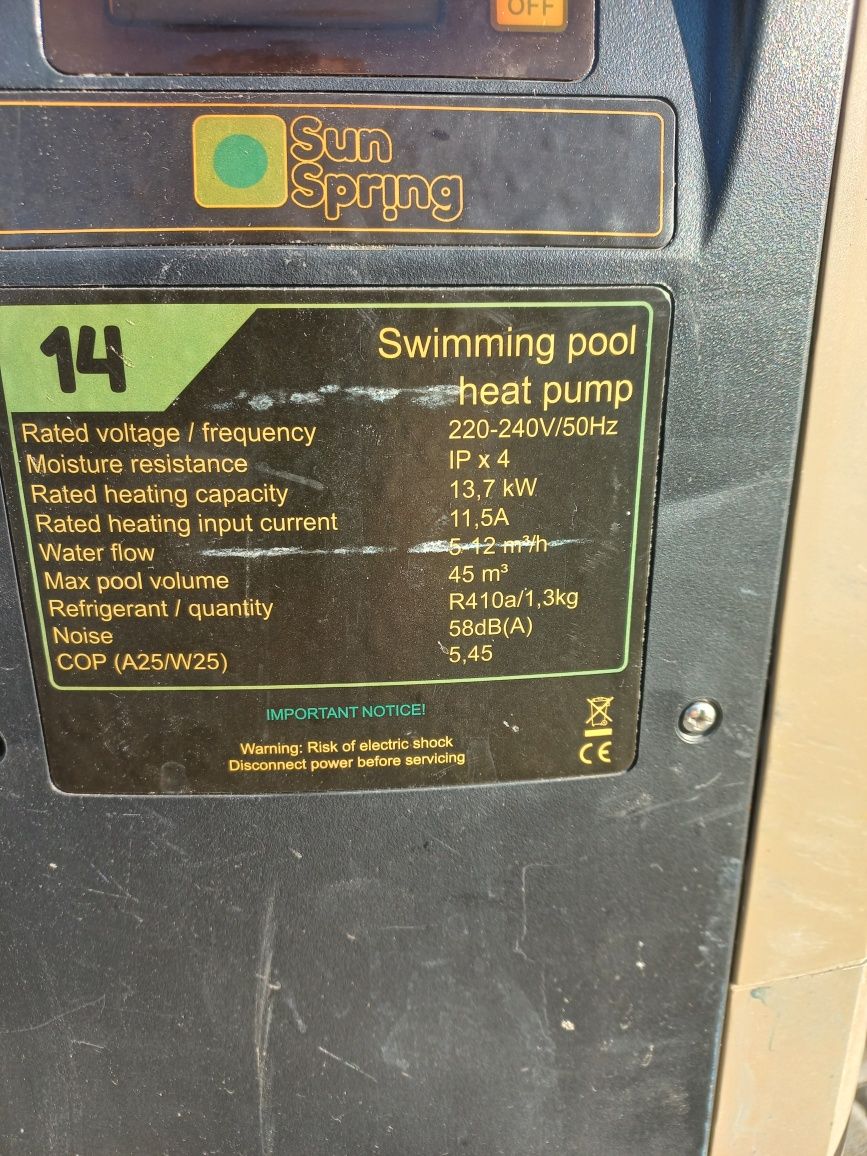 OFF
Sun
Spring
14
Swimming pool
heat pump
Rated voltage / frequency 220-240V/50Hz
Moisture resistance IP x 4
Rated heating capacity 13,7 kW
Rated heating input current 11,5A
Water flow 5-12 m³/h
Max pool volume 45 m³
Refrigerant / quantity R410a/1,3kg
Noise 58dB(A)
COP (A25/W25) 5,45
IMPORTANT NOTICE!
Warning: Risk of electric shock
Disconnect power before servicing
CE